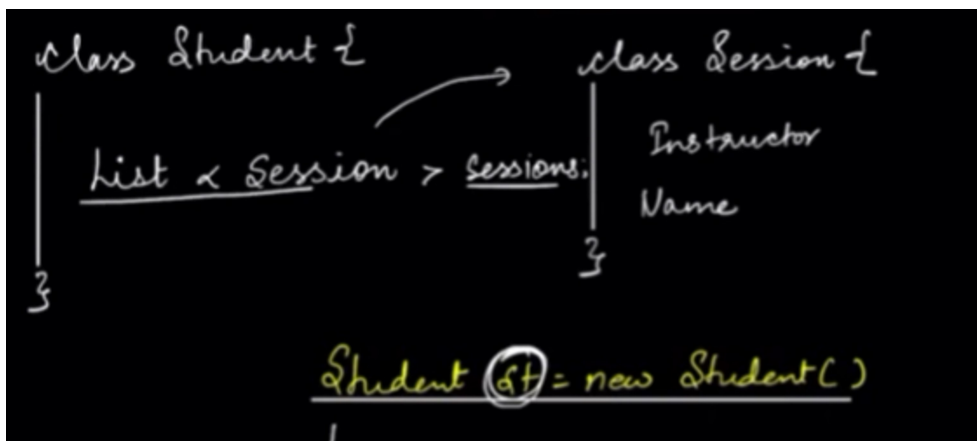 class Student {
List < Session > Sessions;
}
class Session {
Instructor
Name
}
Student st = new Student( )